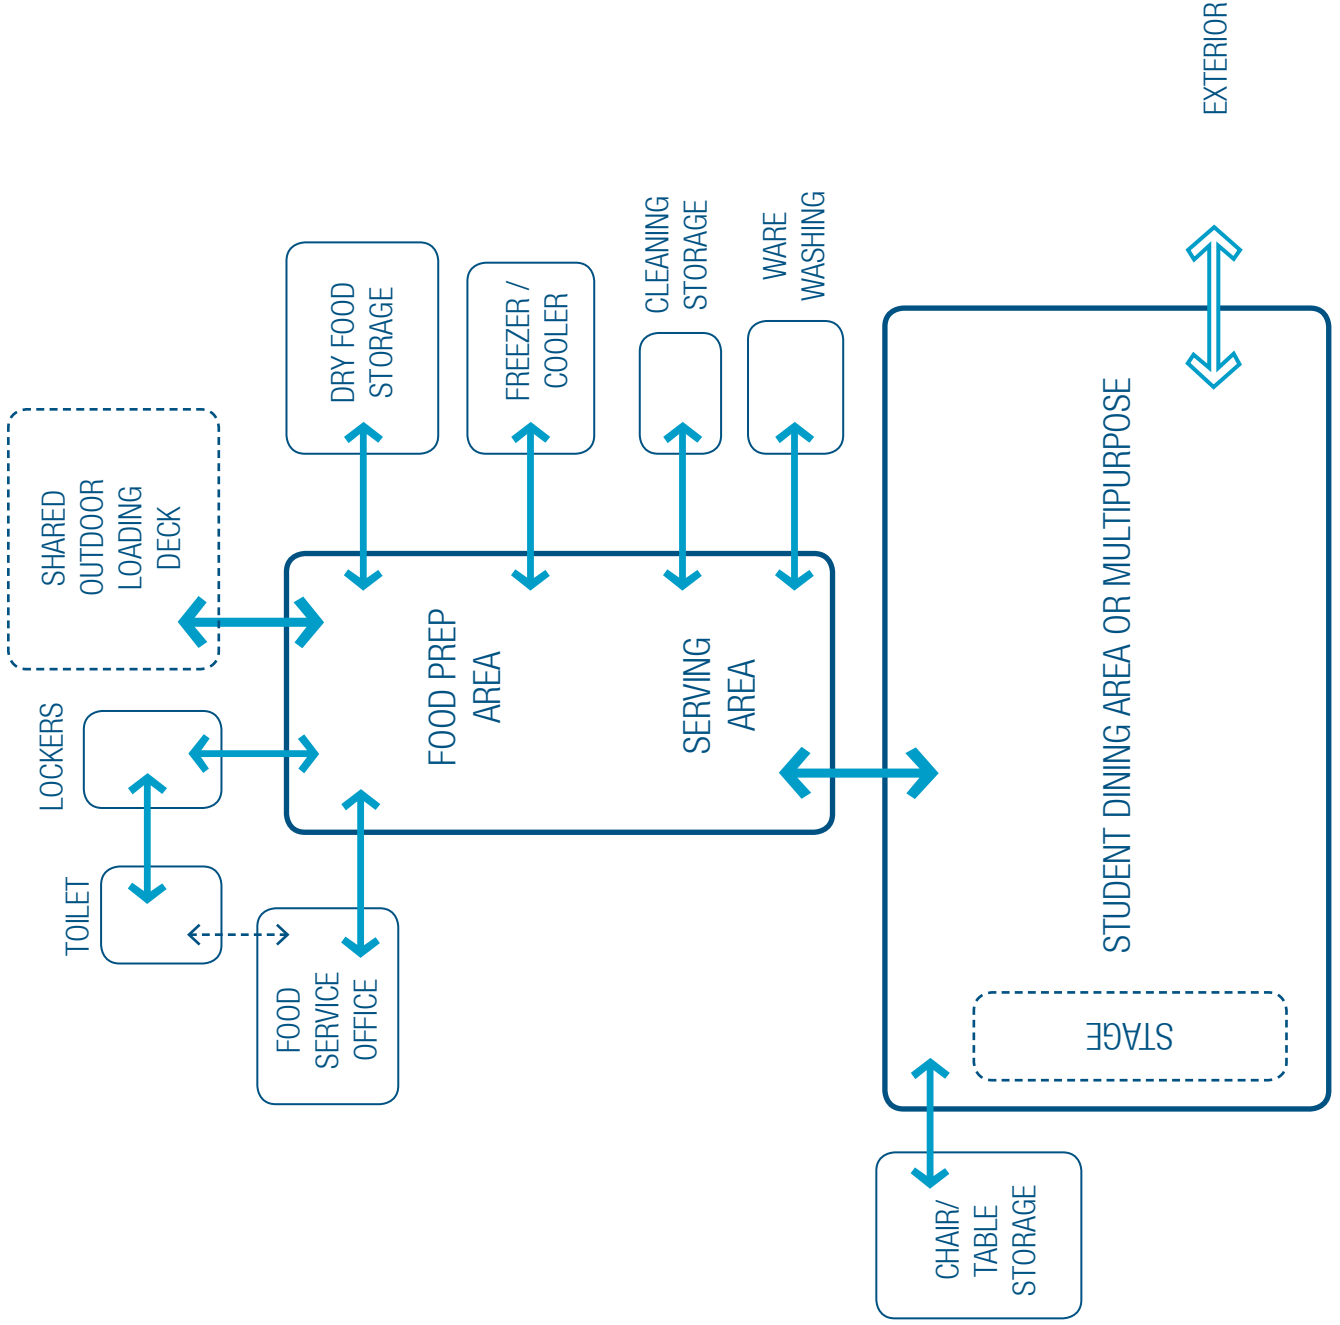 EXTERIOR
CLEANING
STORAGE
WARE
WASHING
DRY FOOD
STORAGE
FREEZER /
COOLER
SHARED
OUTDOOR
LOADING
DECK
FOOD PREP
AREA
SERVING
AREA
STUDENT DINING AREA OR MULTIPURPOSE
LOCKERS
TOILET
FOOD
SERVICE
OFFICE
STAGE
CHAIR/
TABLE
STORAGE